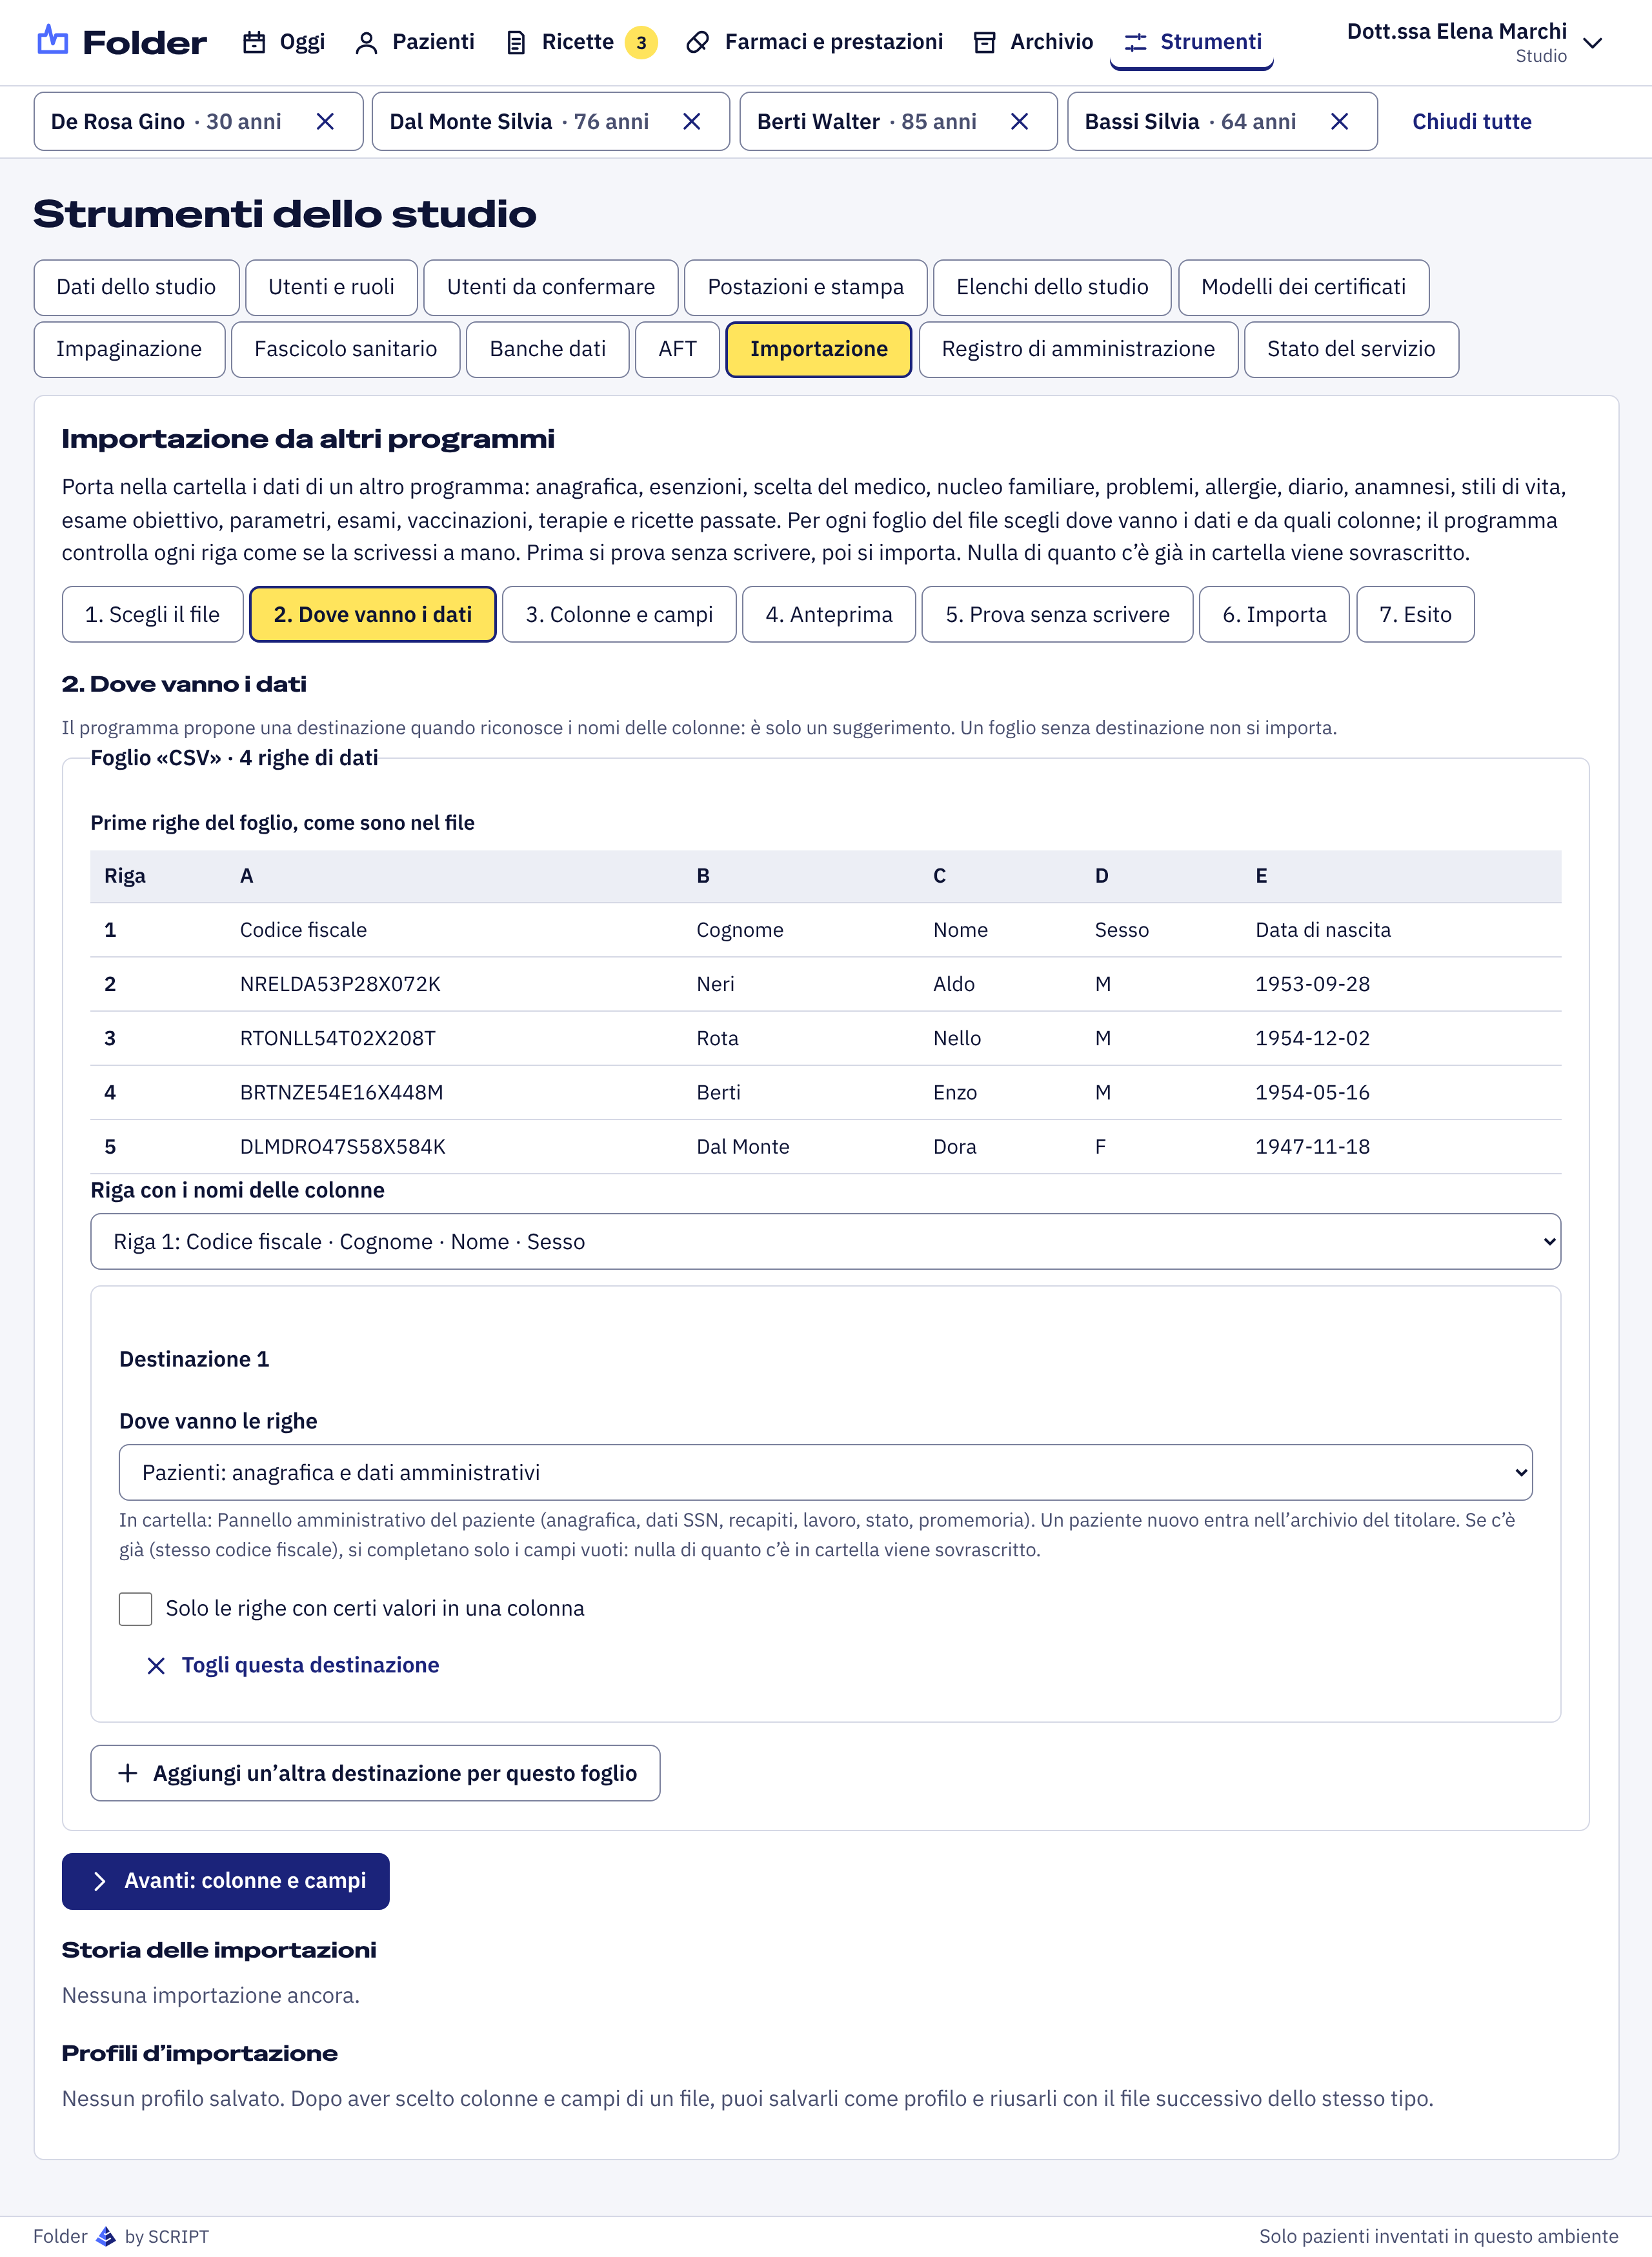 Folder
Oggi
Pazienti
Ricette 3
Farmaci e prestazioni
Archivio
Strumenti
Dott.ssa Elena Marchi
Studio
De Rosa Gino · 30 anni
Dal Monte Silvia · 76 anni
Berti Walter · 85 anni
Bassi Silvia · 64 anni
Chiudi tutte
Strumenti dello studio
Dati dello studio
Utenti e ruoli
Utenti da confermare
Postazioni e stampa
Elenchi dello studio
Modelli dei certificati
Impaginazione
Fascicolo sanitario
Banche dati
AFT
Importazione
Registro di amministrazione
Stato del servizio
Importazione da altri programmi
Porta nella cartella i dati di un altro programma: anagrafica, esenzioni, scelta del medico, nucleo familiare, problemi, allergie, diario, anamnesi, stili di vita,
esame obiettivo, parametri, esami, vaccinazioni, terapie e ricette passate. Per ogni foglio del file scegli dove vanno i dati e da quali colonne; il programma
controlla ogni riga come se la scrivessi a mano. Prima si prova senza scrivere, poi si importa. Nulla di quanto c’è già in cartella viene sovrascritto.
1. Scegli il file
2. Dove vanno i dati
3. Colonne e campi
4. Anteprima
5. Prova senza scrivere
6. Importa
7. Esito
2. Dove vanno i dati
Il programma propone una destinazione quando riconosce i nomi delle colonne: è solo un suggerimento. Un foglio senza destinazione non si importa.
Foglio «CSV» · 4 righe di dati
Prime righe del foglio, come sono nel file
Riga A B C D E
1 Codice fiscale Cognome Nome Sesso Data di nascita
2 NRELDA53P28X072K Neri Aldo M 1953-09-28
3 RTONLL54T02X208T Rota Nello M 1954-12-02
4 BRTNZE54E16X448M Berti Enzo M 1954-05-16
5 DLMDRO47S58X584K Dal Monte Dora F 1947-11-18
Riga con i nomi delle colonne
Riga 1: Codice fiscale · Cognome · Nome · Sesso
Destinazione 1
Dove vanno le righe
Pazienti: anagrafica e dati amministrativi
In cartella: Pannello amministrativo del paziente (anagrafica, dati SSN, recapiti, lavoro, stato, promemoria). Un paziente nuovo entra nell’archivio del titolare. Se c’è
già (stesso codice fiscale), si completano solo i campi vuoti: nulla di quanto c’è in cartella viene sovrascritto.
Solo le righe con certi valori in una colonna
Togli questa destinazione
Aggiungi un’altra destinazione per questo foglio
Avanti: colonne e campi
Storia delle importazioni
Nessuna importazione ancora.
Profili d’importazione
Nessun profilo salvato. Dopo aver scelto colonne e campi di un file, puoi salvarli come profilo e riusarli con il file successivo dello stesso tipo.
Folder by SCRIPT
Solo pazienti inventati in questo ambiente